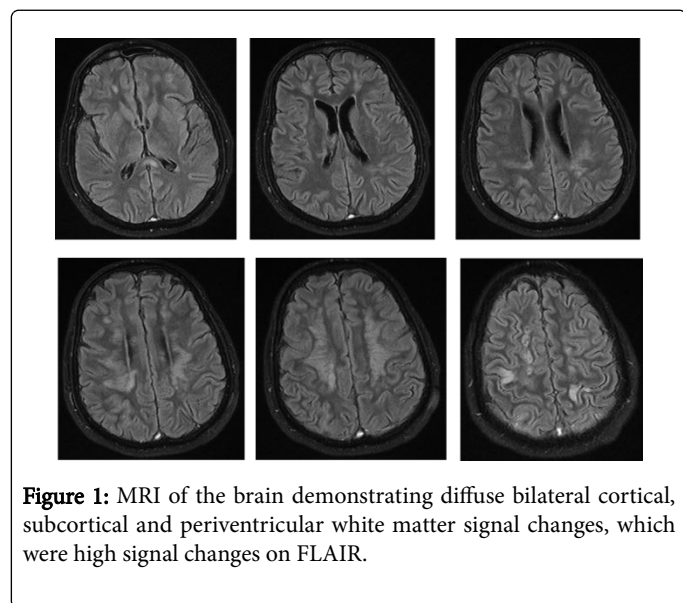 Figure 1: MRI of the brain demonstrating diffuse bilateral cortical,
subcortical and periventricular white matter signal changes, which
were high signal changes on FLAIR.